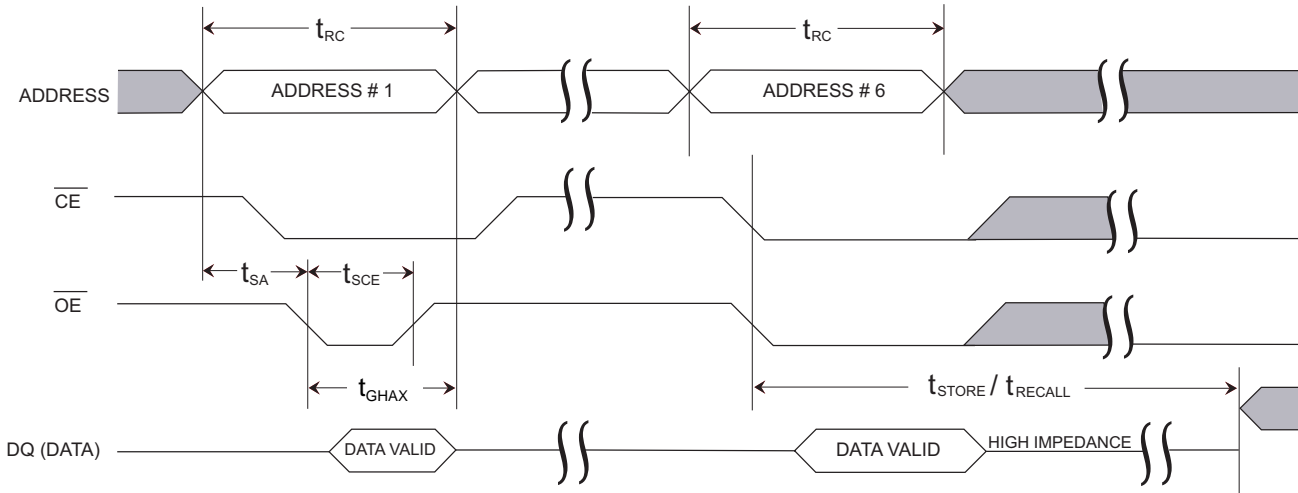 tRC
tRC
ADDRESS
ADDRESS # 1
ADDRESS # 6
CE
tSA
tSCE
OE
tGHAX
tSTORE / tRECALL
DQ (DATA)
DATA VALID
DATA VALID
HIGH IMPEDANCE